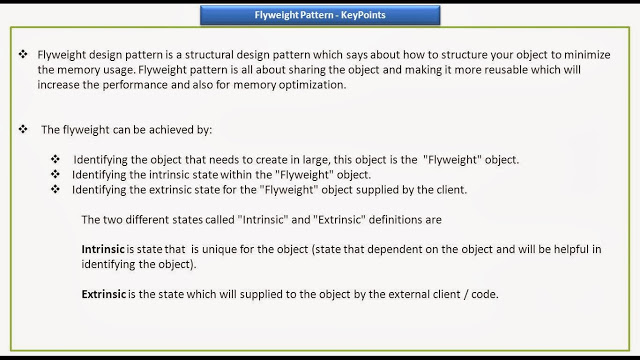 Flyweight Pattern - KeyPoints
Flyweight design pattern is a structural design pattern which says about how to structure your object to minimize
the memory usage. Flyweight pattern is all about sharing the object and making it more reusable which will
increase the performance and also for memory optimization.
The flyweight can be achieved by:
Identifying the object that needs to create in large, this object is the "Flyweight" object.
Identifying the intrinsic state within the "Flyweight" object.
Identifying the extrinsic state for the "Flyweight" object supplied by the client.
The two different states called "Intrinsic" and "Extrinsic" definitions are
Intrinsic is state that is unique for the object (state that dependent on the object and will be helpful in
identifying the object).
Extrinsic is the state which will supplied to the object by the external client / code.